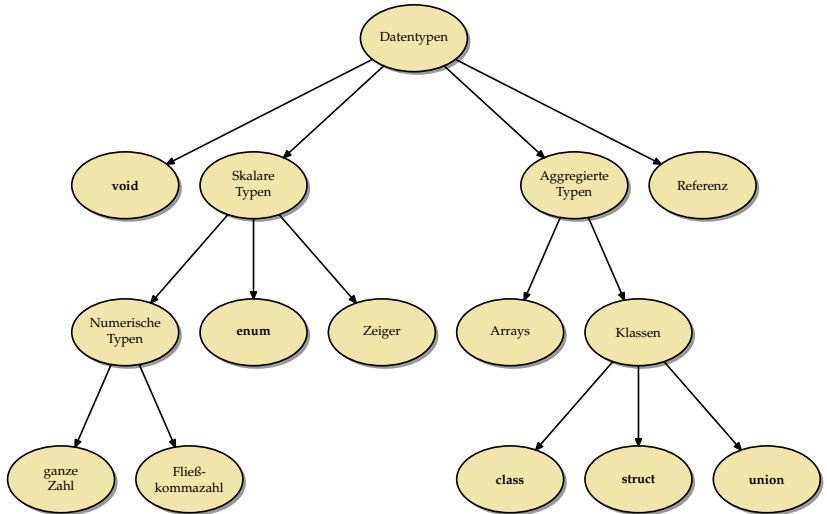 Datentypen
void
Skalare
Typen
Aggregierte
Typen
Referenz
Numerische
Typen
enum
Zeiger
Arrays
Klassen
ganze
Zahl
Fließ-
kommazahl
class
struct
union